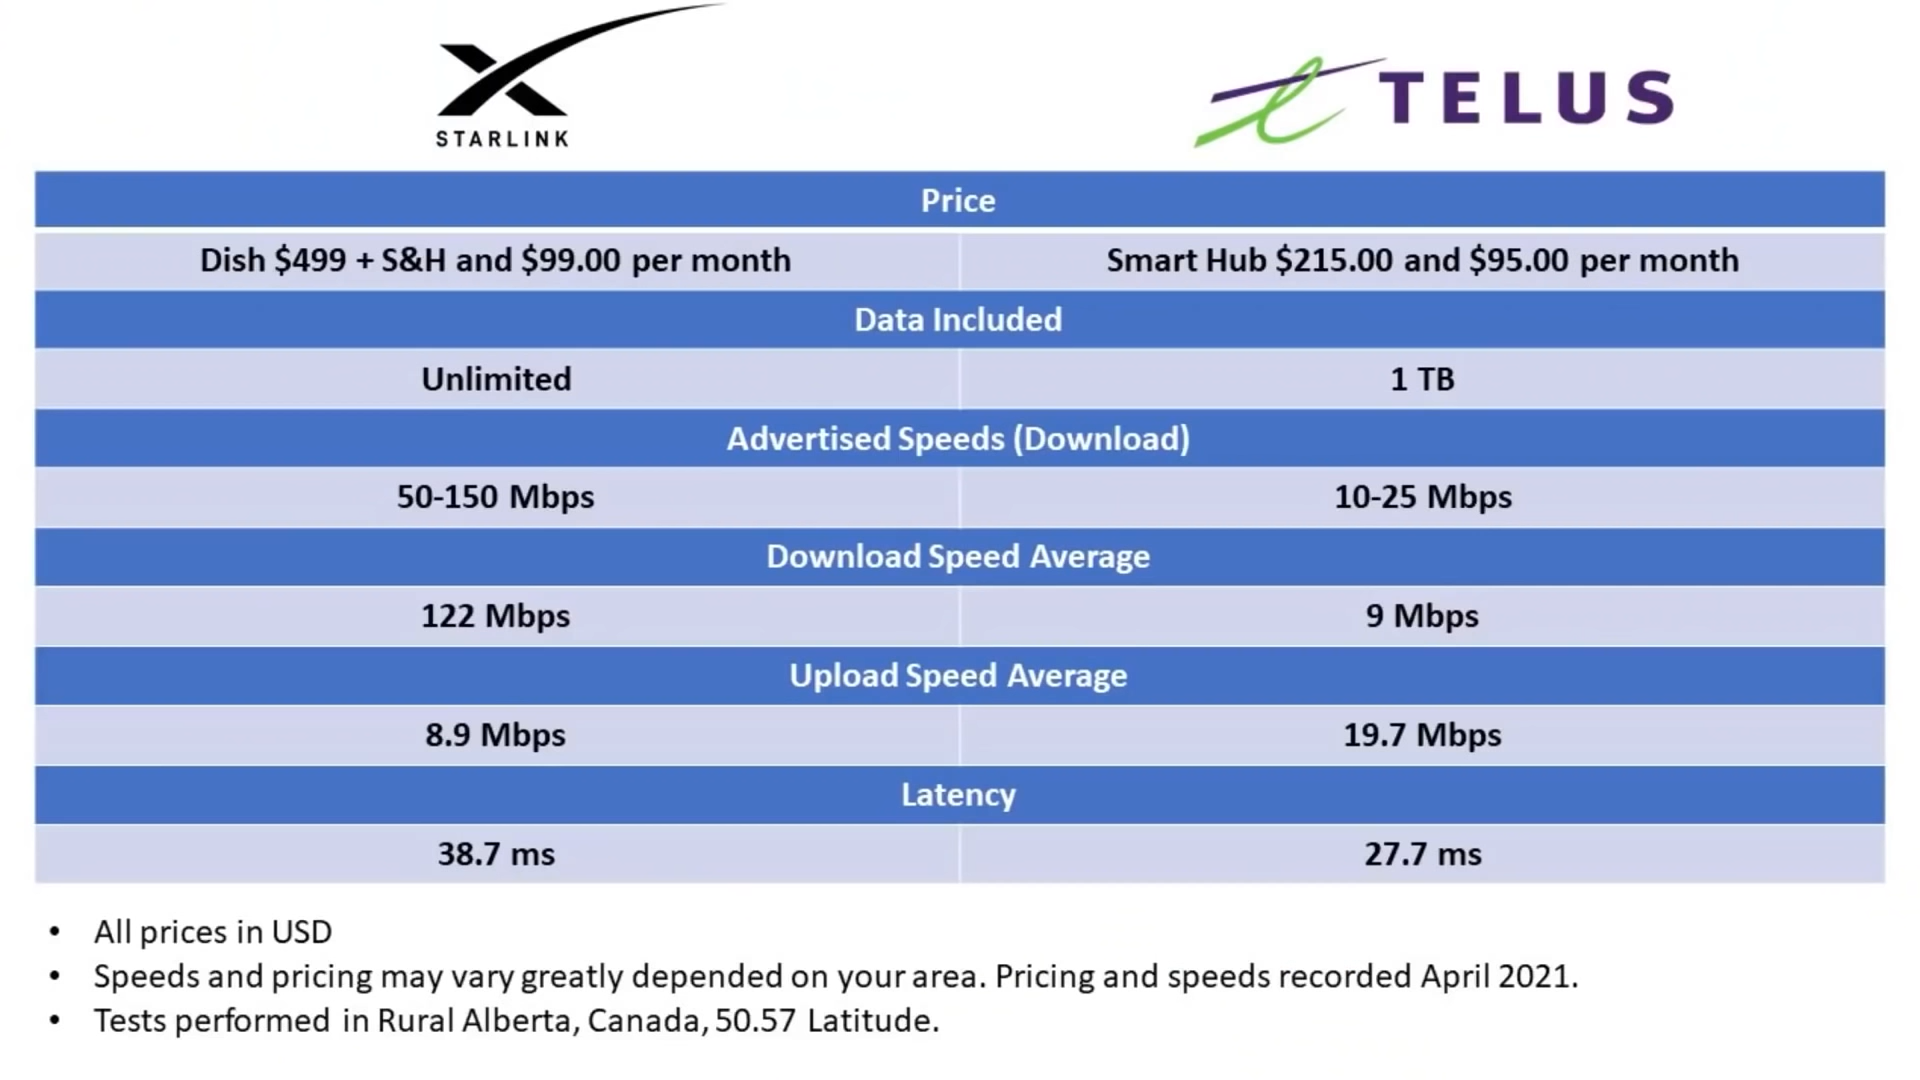 STARLINK
TELUS
Price
Dish $499 + S&H and $99.00 per month
Smart Hub $215.00 and $95.00 per month
Data Included
Unlimited
1 TB
Advertised Speeds (Download)
50-150 Mbps
10-25 Mbps
Download Speed Average
122 Mbps
9 Mbps
Upload Speed Average
8.9 Mbps
19.7 Mbps
Latency
38.7 ms
27.7 ms
• All prices in USD
• Speeds and pricing may vary greatly depended on your area. Pricing and speeds recorded April 2021.
• Tests performed in Rural Alberta, Canada, 50.57 Latitude.